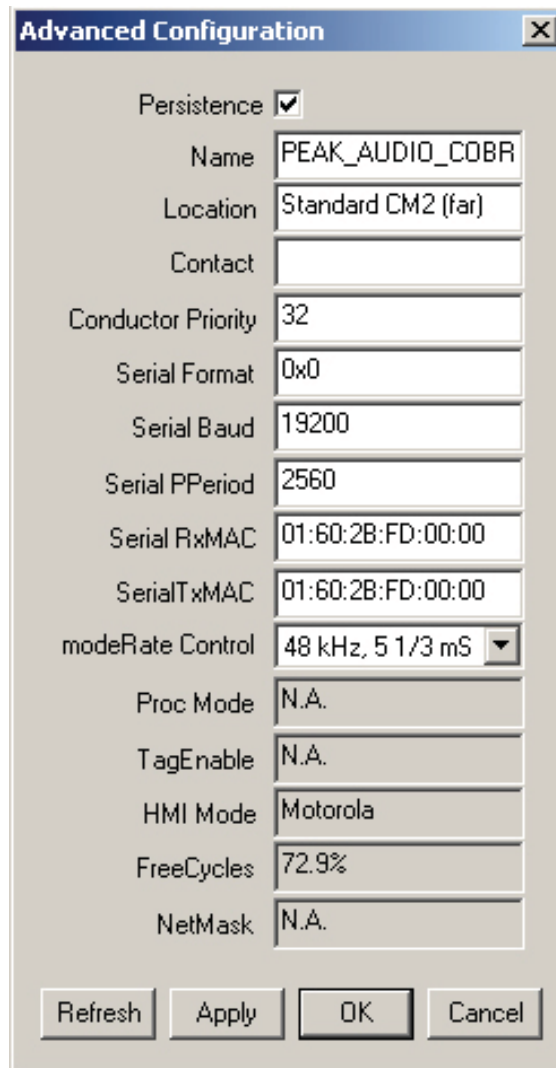 Advanced Configuration
Persistence
Name PEAK_AUDIO_COBR
Location Standard CM2 (far)
Contact
Conductor Priority 32
Serial Format 0x0
Serial Baud 19200
Serial PPeriod 2560
Serial RxMAC 01:60:2B:FD:00:00
SerialTxMAC 01:60:2B:FD:00:00
modeRate Control 48 kHz, 5 1/3 mS
Proc Mode N.A.
TagEnable N.A.
HMI Mode Motorola
FreeCycles 72.9%
NetMask N.A.
Refresh Apply OK Cancel